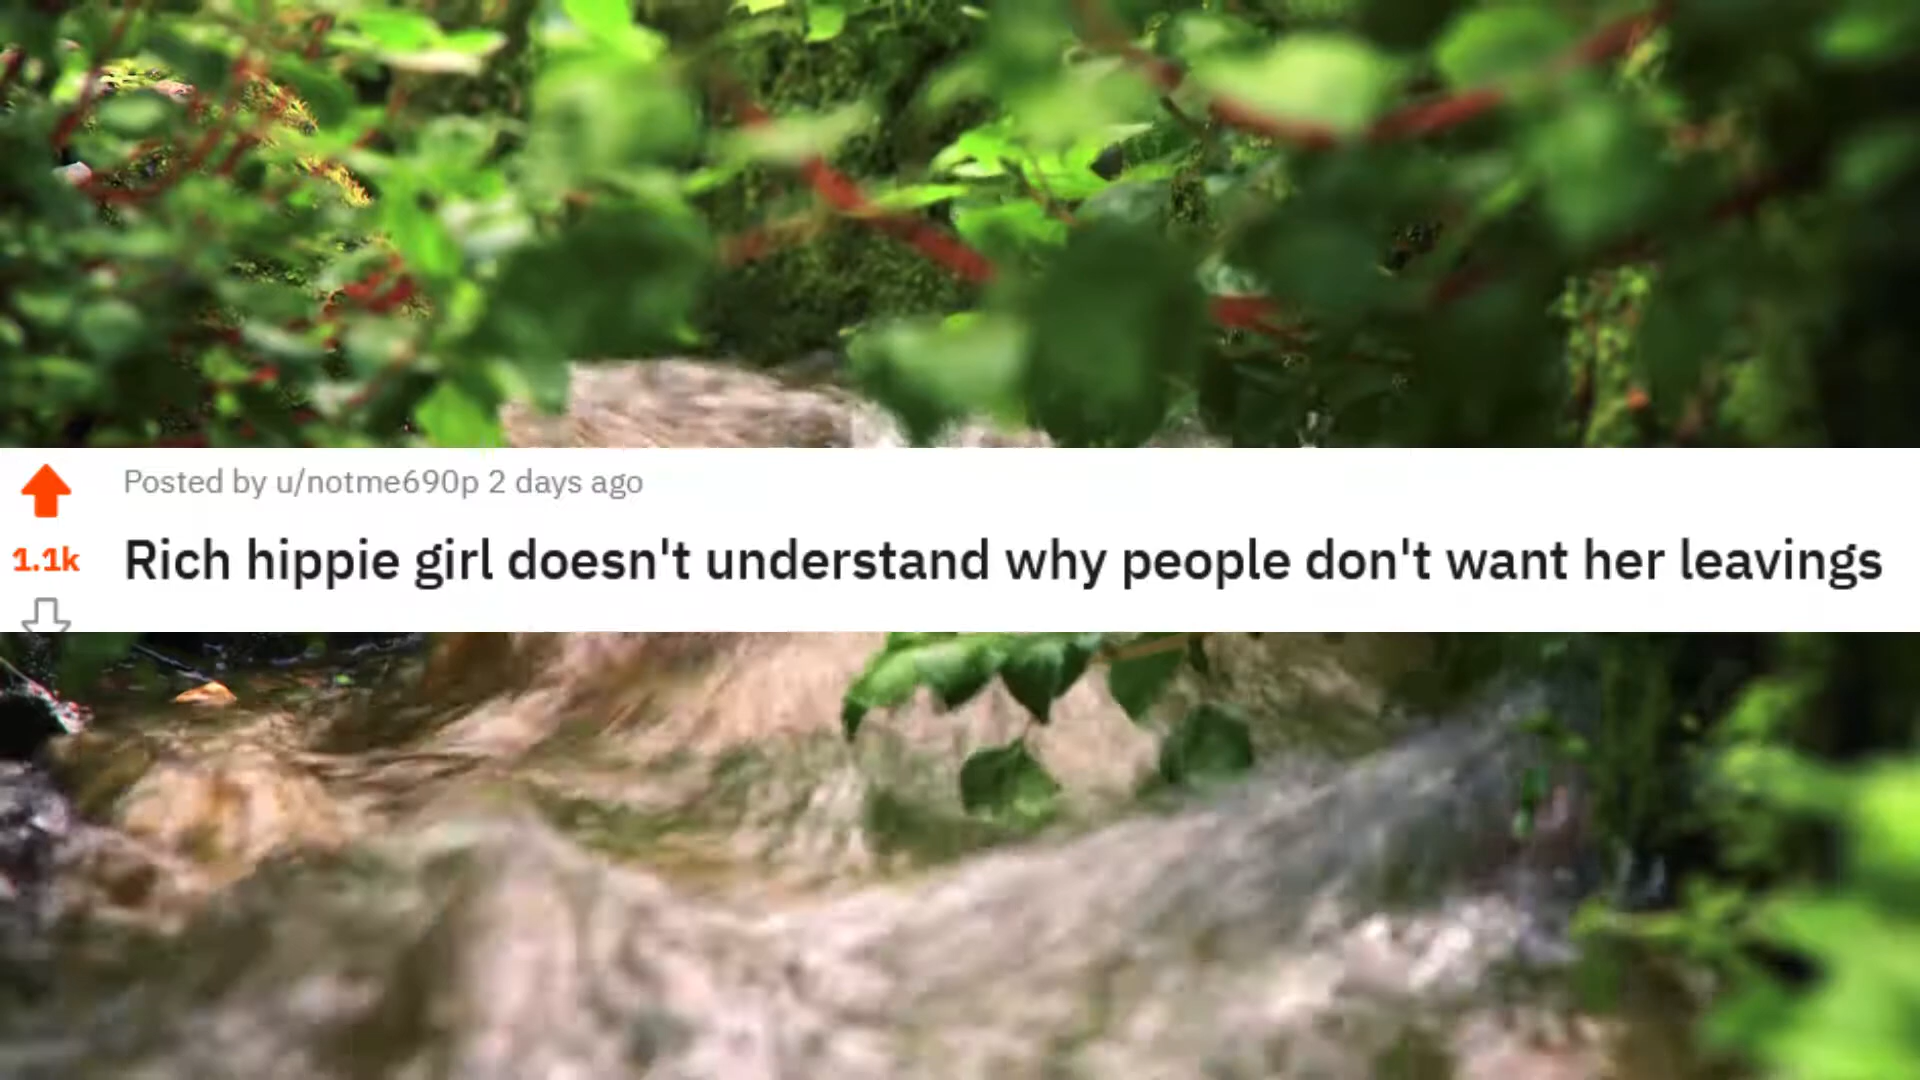 Posted by u/notme690p 2 days ago
1.1k
Rich hippie girl doesn't understand why people don't want her leavings